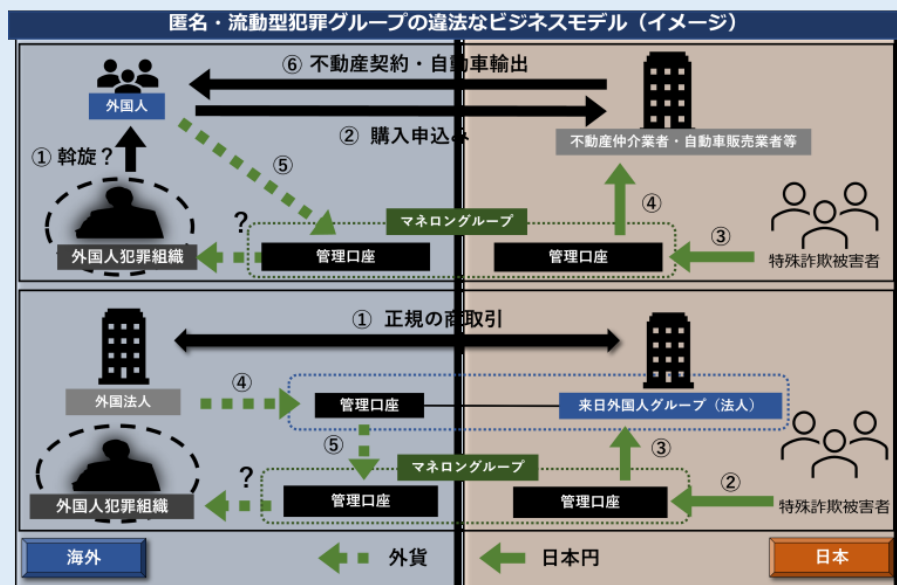 匿名・流動型犯罪グループの違法なビジネスモデル（イメージ）
⑥ 不動産契約・自動車輸出
外国人
② 購入申込み
不動産仲介業者・自動車販売業者等
① 斡旋？
⑤
④
マネロングループ
？
③
外国人犯罪組織
管理口座
管理口座
特殊詐欺被害者
① 正規の商取引
④
外国法人
管理口座
来日外国人グループ（法人）
⑤
③
マネロングループ
？
②
外国人犯罪組織
管理口座
管理口座
特殊詐欺被害者
海外
外貨
日本円
日本